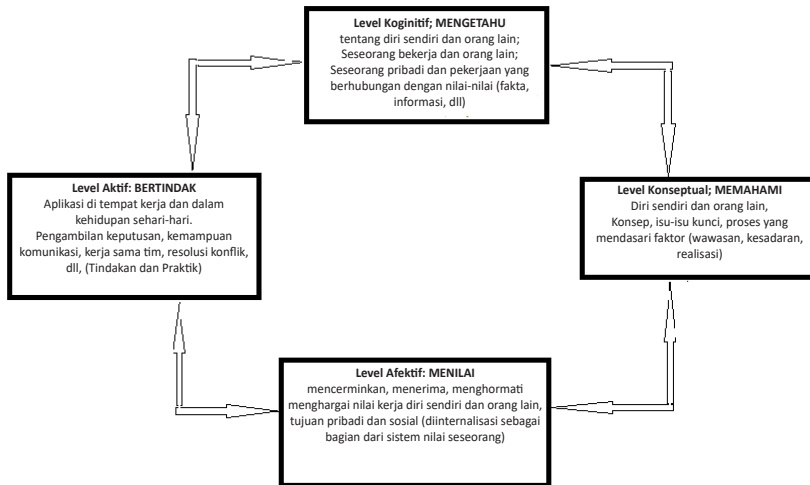 Level Koginitif; MENGETAHU
tentang diri sendiri dan orang lain;
Seseorang bekerja dan orang lain;
Seseorang pribadi dan pekerjaan yang
berhubungan dengan nilai-nilai (fakta,
informasi, dll)
Level Aktif: BERTINDAK
Aplikasi di tempat kerja dan dalam
kehidupan sehari-hari.
Pengambilan keputusan, kemampuan
komunikasi, kerja sama tim, resolusi konflik,
dll, (Tindakan dan Praktik)
Level Konseptual; MEMAHAMI
Diri sendiri dan orang lain,
Konsep, isu-isu kunci, proses yang
mendasari faktor (wawasan, kesadaran,
realisasi)
Level Afektif: MENILAI
mencerminkan, menerima, menghormati
menghargai nilai kerja diri sendiri dan orang lain,
tujuan pribadi dan sosial (diinternalisasi sebagai
bagian dari sistem nilai seseorang)